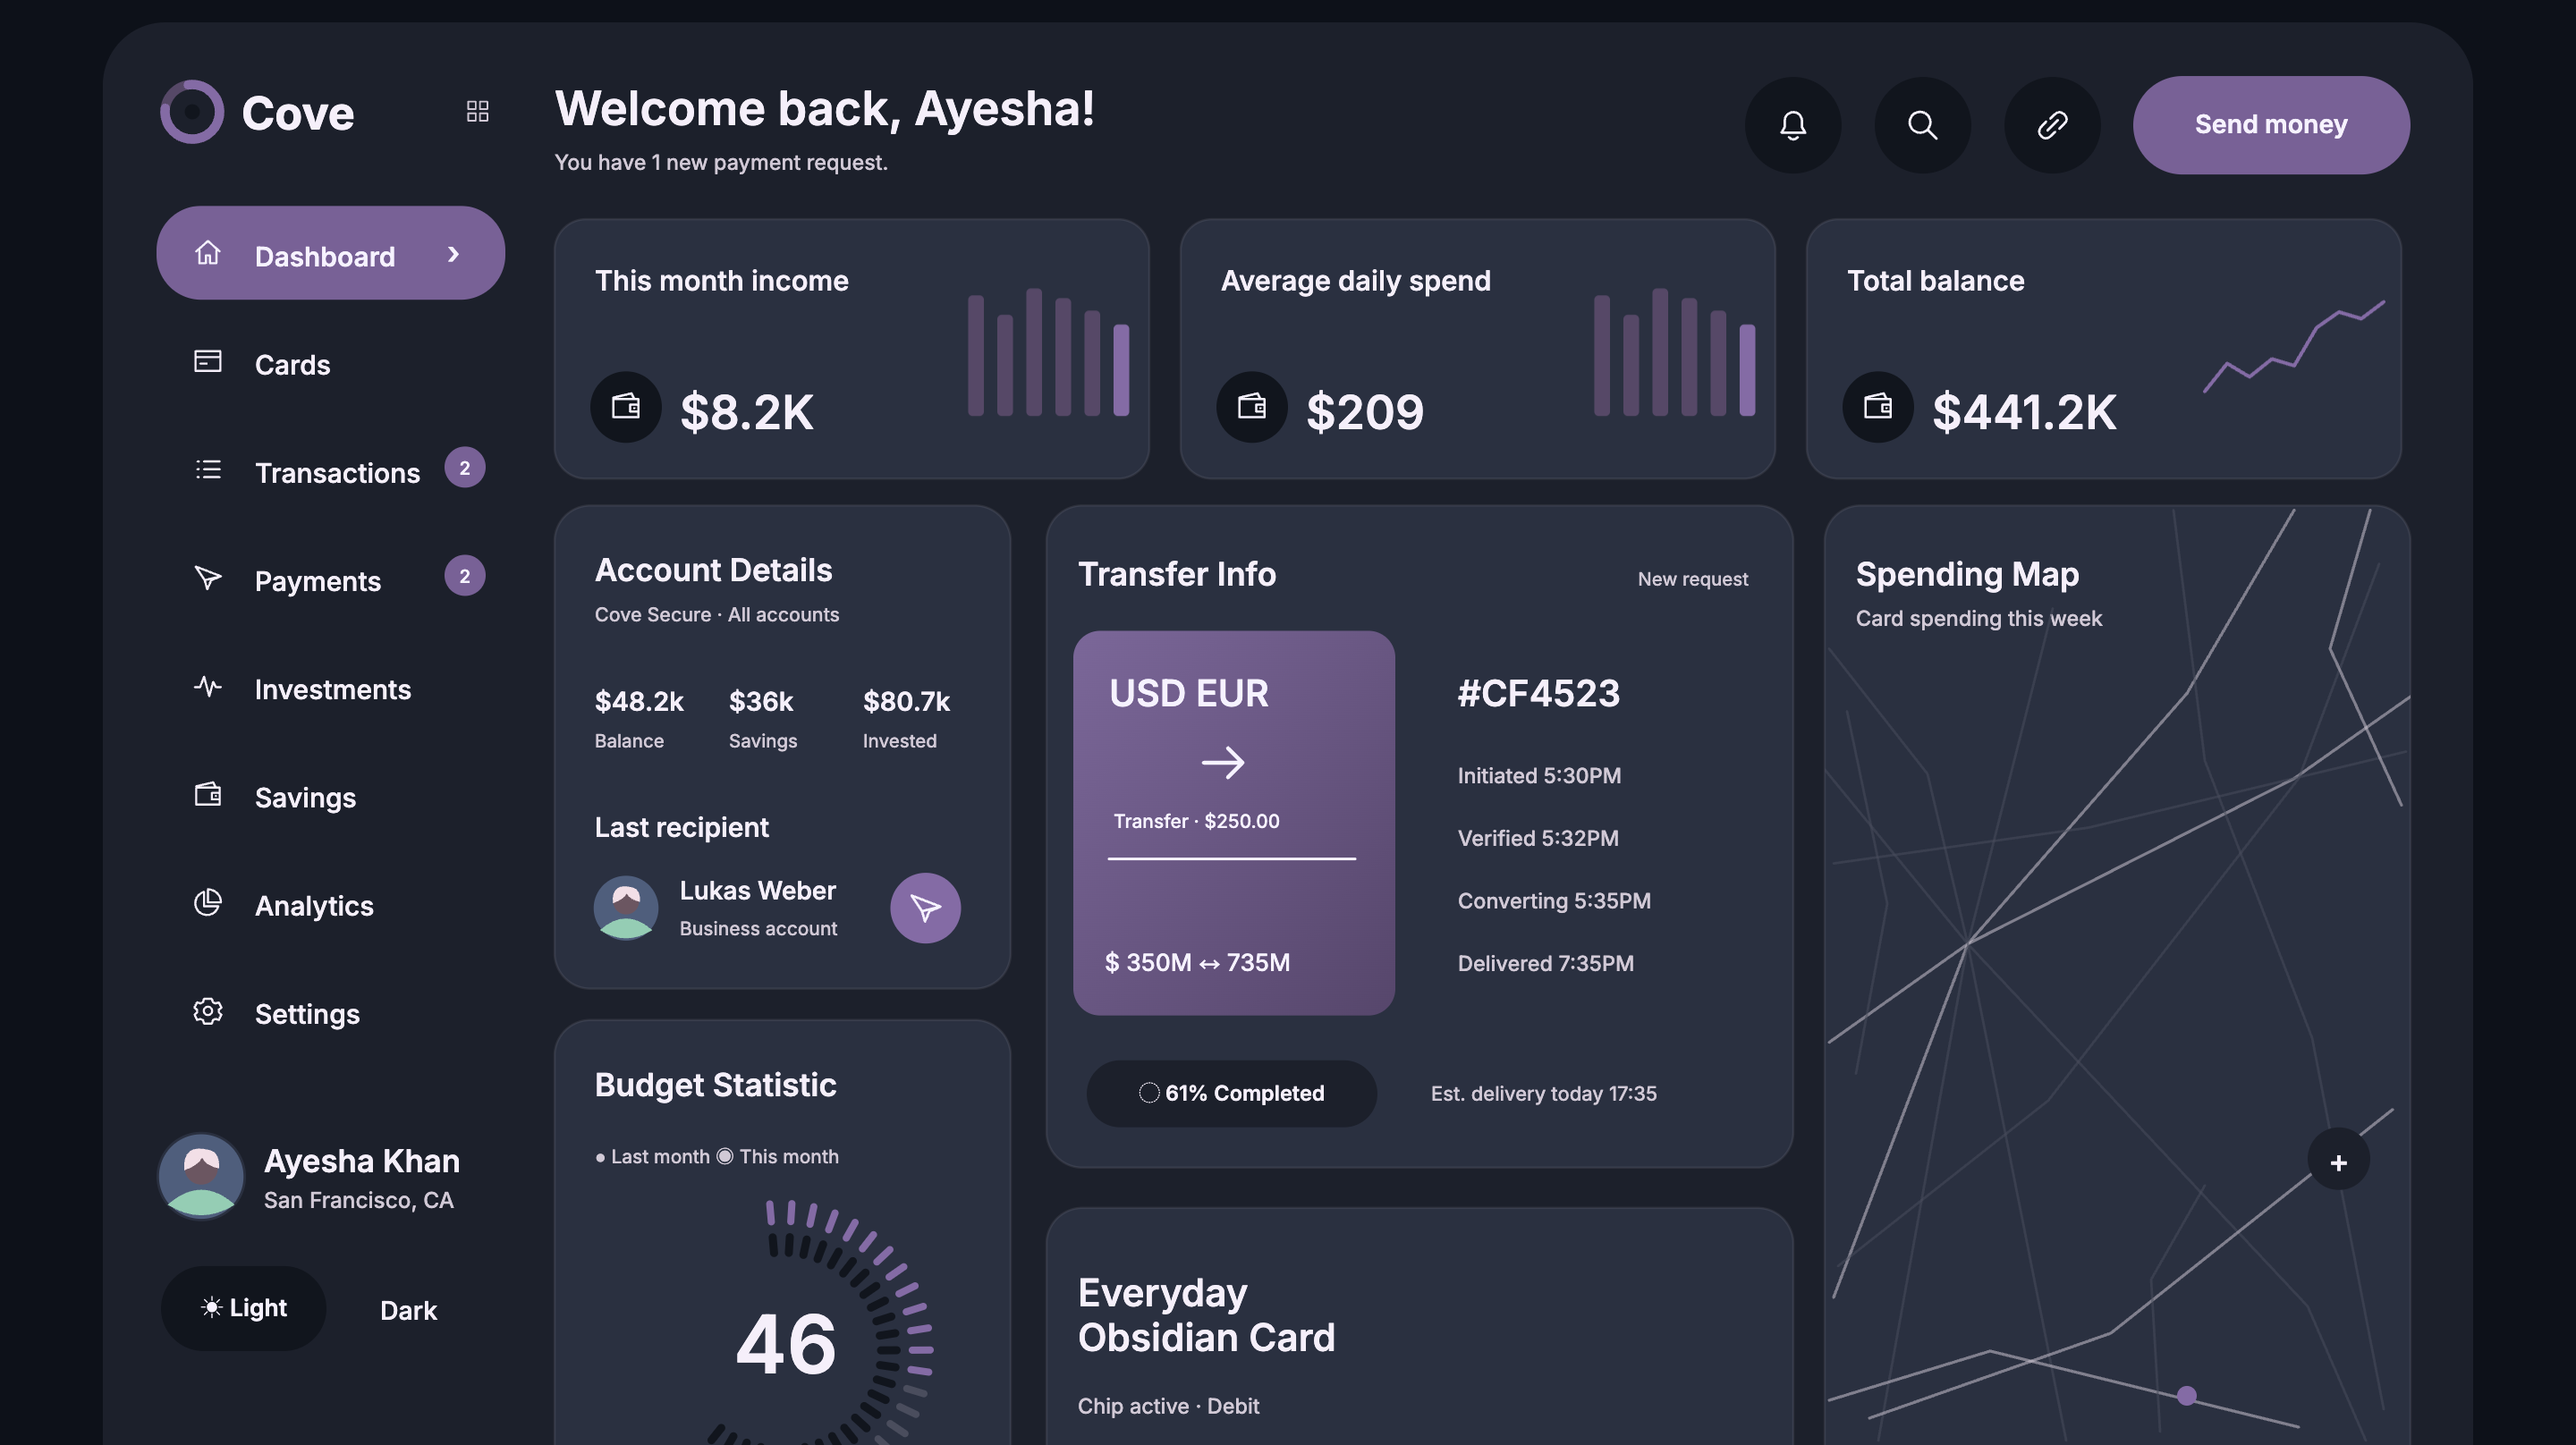 Cove
Dashboard
Cards
Transactions 2
Payments 2
Investments
Savings
Analytics
Settings
Ayesha Khan
San Francisco, CA
Light
Dark
Welcome back, Ayesha!
You have 1 new payment request.
Send money
This month income
$8.2K
Average daily spend
$209
Total balance
$441.2K
Account Details
Cove Secure · All accounts
$48.2k $36k $80.7k
Balance Savings Invested
Last recipient
Lukas Weber
Business account
Budget Statistic
Last month This month
46
Transfer Info
New request
USD EUR
Transfer · $250.00
$ 350M ↔ 735M
#CF4523
Initiated 5:30PM
Verified 5:32PM
Converting 5:35PM
Delivered 7:35PM
61% Completed
Est. delivery today 17:35
Everyday
Obsidian Card
Chip active · Debit
Spending Map
Card spending this week
+